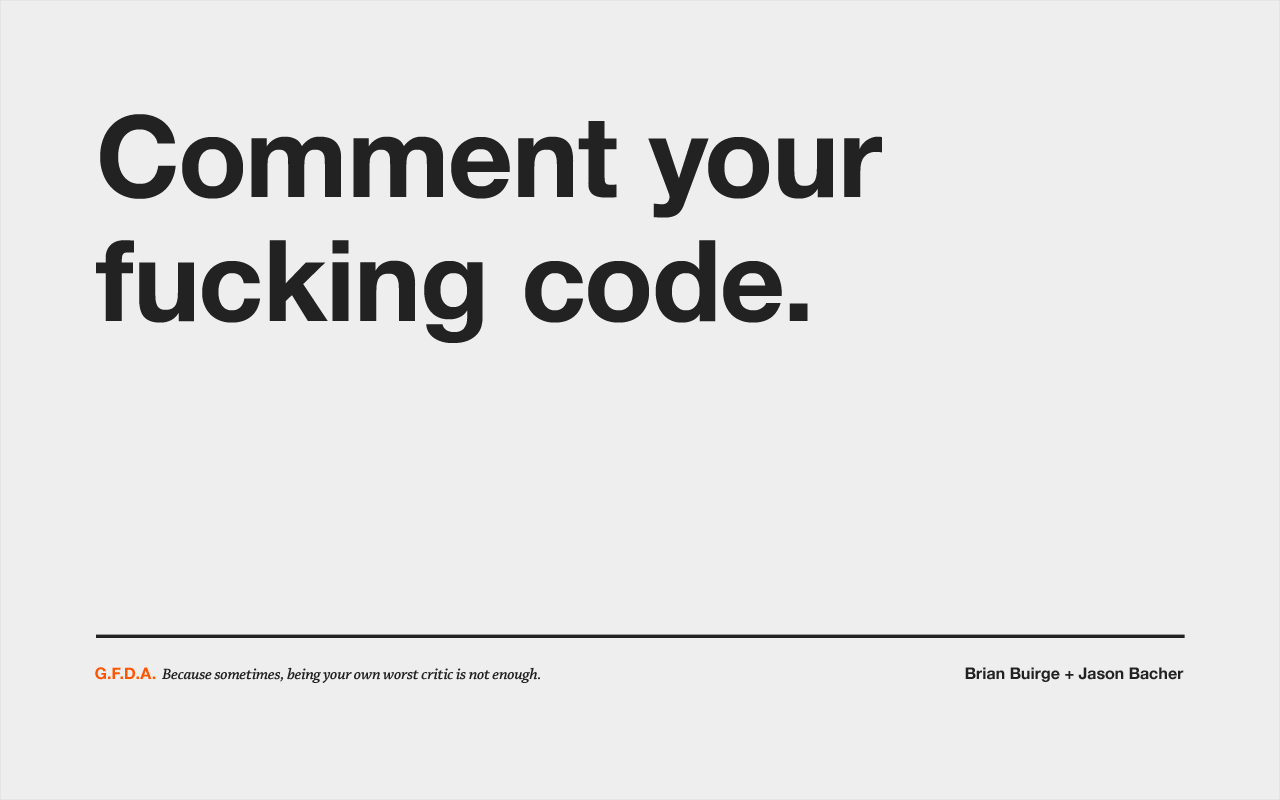 Comment your
fucking code.
G.F.D.A. Because sometimes, being your own worst critic is not enough.
Brian Buirge + Jason Bacher